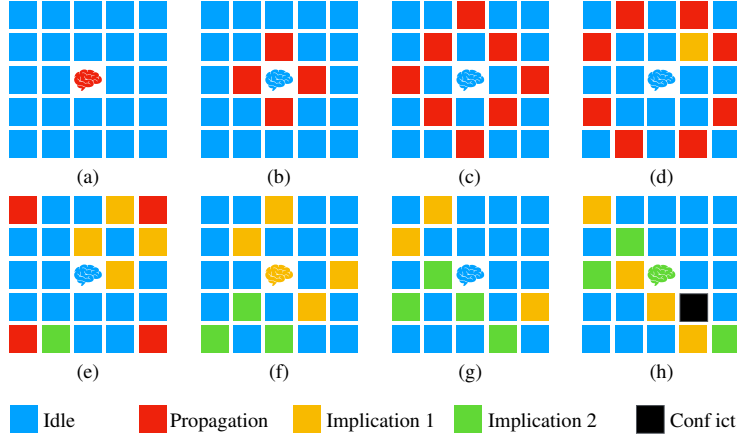 (a) (b) (c) (d)
(e) (f) (g) (h)
Idle Propagation Implication 1 Implication 2 Conf ict